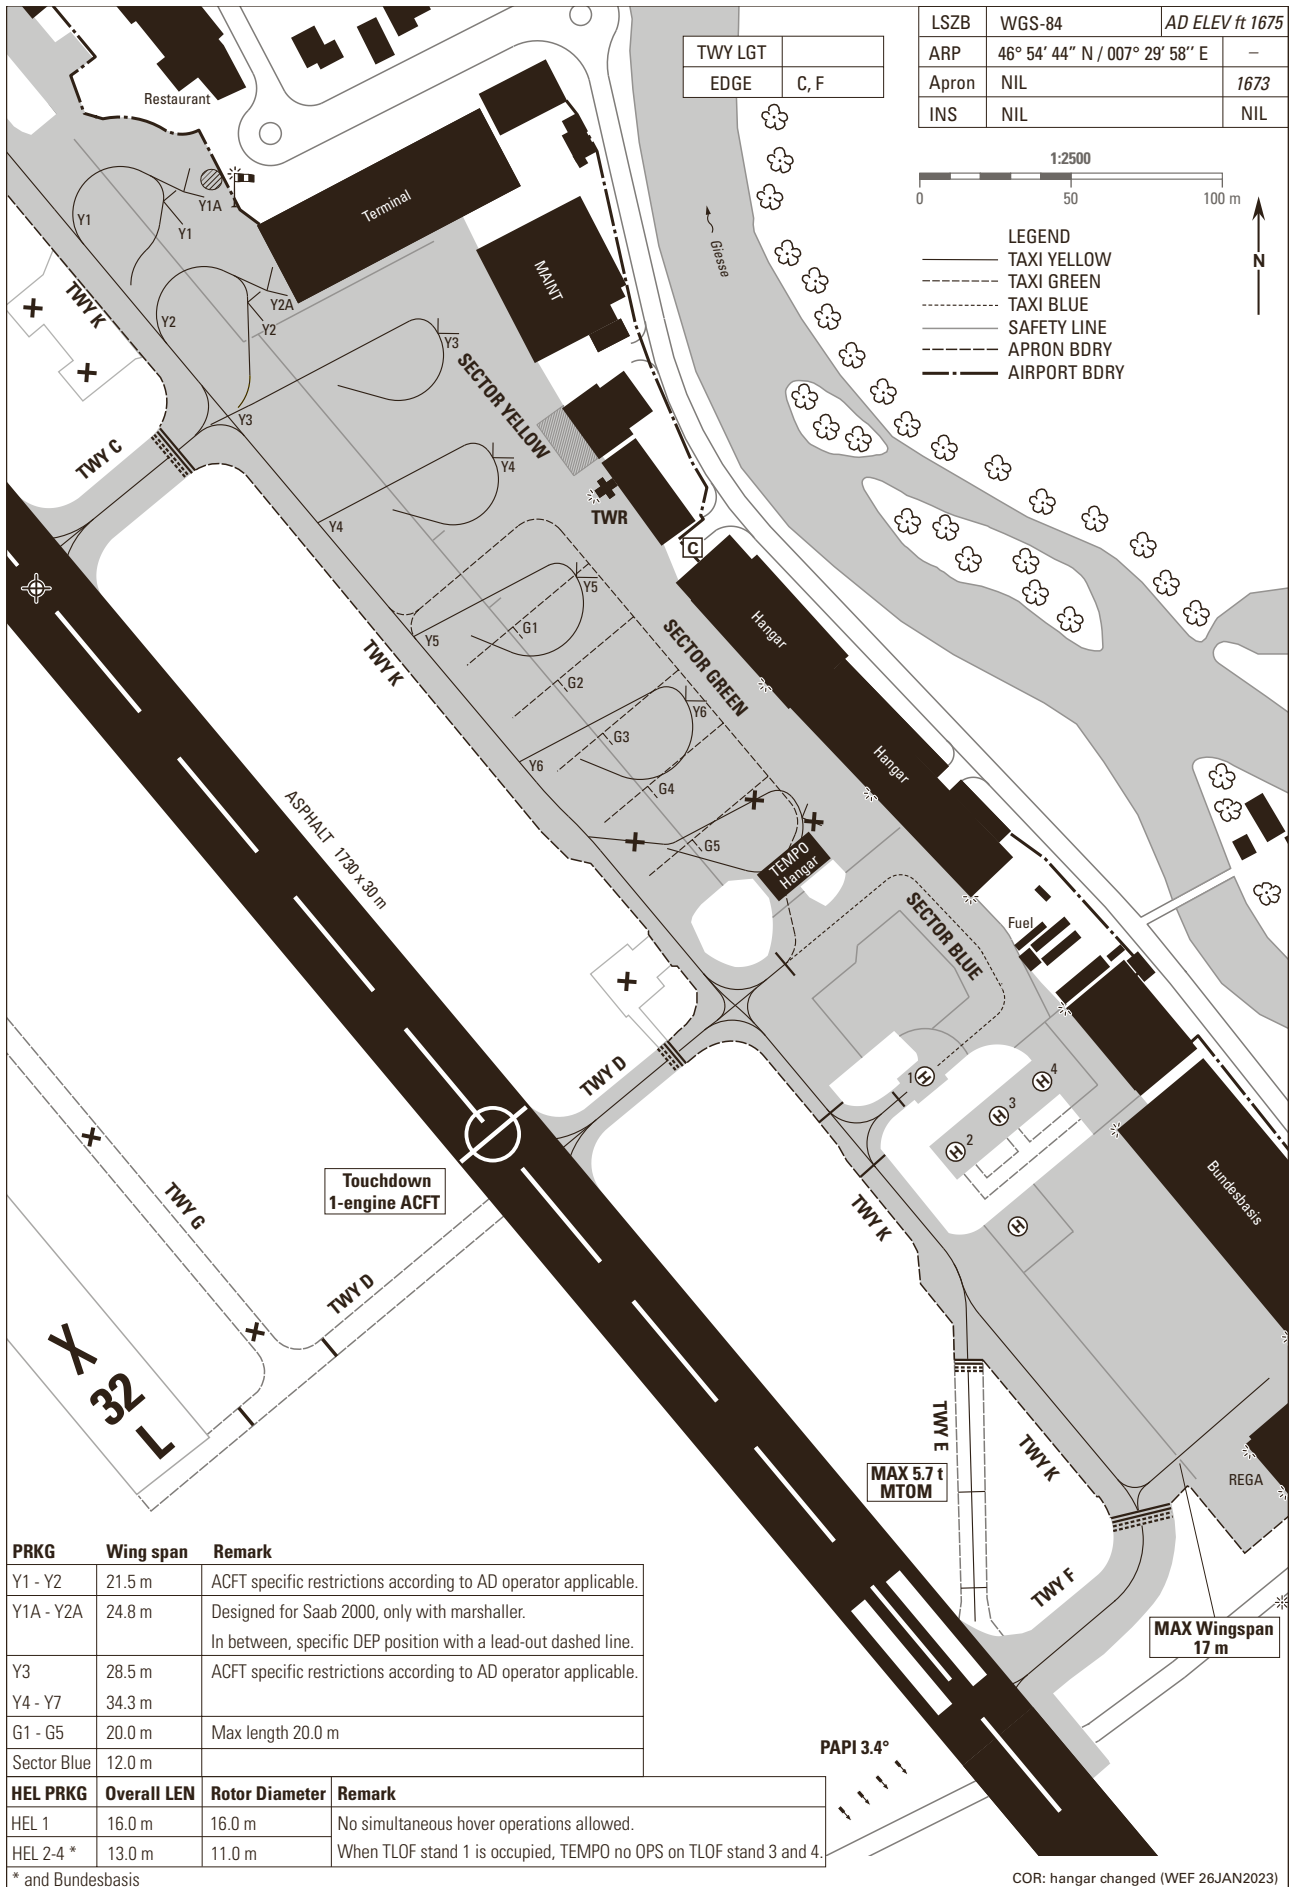 LSZB WGS-84 AD ELEV ft 1675
ARP 46° 54′ 44″ N / 007° 29′ 58″ E –
Apron NIL 1673
INS NIL NIL
TWY LGT
EDGE C, F
1:2500
0 50 100 m
N
LEGEND
TAXI YELLOW
TAXI GREEN
TAXI BLUE
SAFETY LINE
APRON BDRY
AIRPORT BDRY
Restaurant
Terminal
MAINT
Giesse
Y1
Y1A
Y1
Y2
Y2A
Y2
TWY K
Y3
Y3
SECTOR YELLOW
TWY C
Y4
Y4
TWR
C
Hangar
Y5
Y5
G1
SECTOR GREEN
TWY K
G2
Y6
G3
Y6
G4
Hangar
G5
TEMPO
Hangar
ASPHALT 1730 x 30 m
SECTOR BLUE
Fuel
TWY D
1 H
H 4
H 3
H 2
H
Bundesbasis
Touchdown
1-engine ACFT
TWY G
TWY D
TWY K
X
32
L
TWY E
TWY K
MAX 5.7 t
MTOM
REGA
TWY F
MAX Wingspan
17 m
PAPI 3.4°
PRKG Wing span Remark
Y1 - Y2 21.5 m ACFT specific restrictions according to AD operator applicable.
Y1A - Y2A 24.8 m Designed for Saab 2000, only with marshaller.
In between, specific DEP position with a lead-out dashed line.
Y3 28.5 m ACFT specific restrictions according to AD operator applicable.
Y4 - Y7 34.3 m
G1 - G5 20.0 m Max length 20.0 m
Sector Blue 12.0 m
HEL PRKG Overall LEN Rotor Diameter Remark
HEL 1 16.0 m 16.0 m No simultaneous hover operations allowed.
HEL 2-4 * 13.0 m 11.0 m When TLOF stand 1 is occupied, TEMPO no OPS on TLOF stand 3 and 4.
* and Bundesbasis
COR: hangar changed (WEF 26JAN2023)